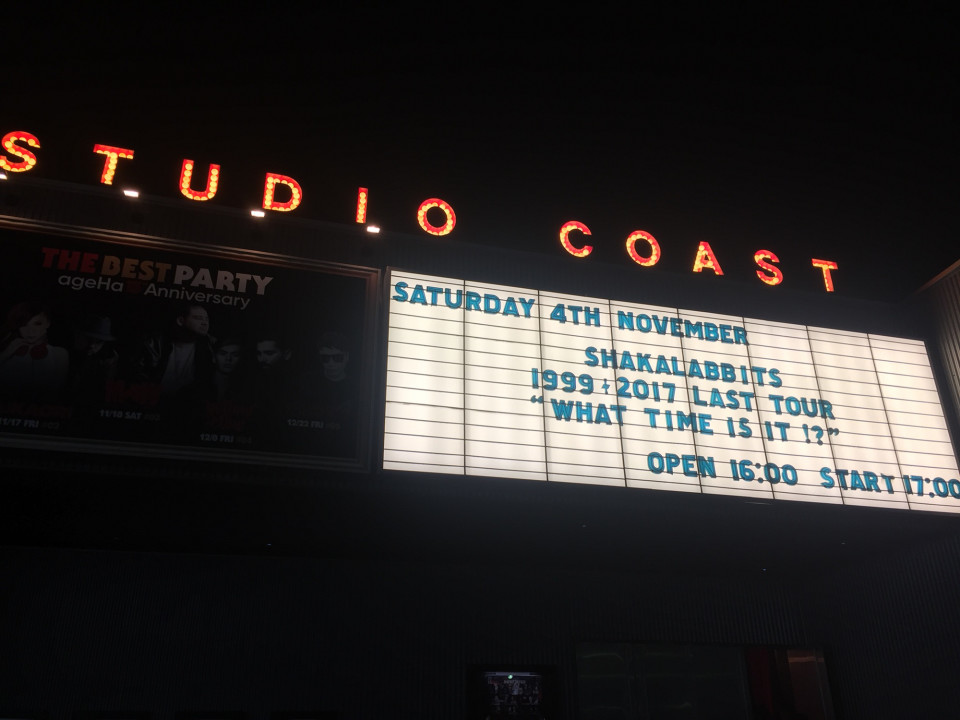 STUDIO COAST
THE BEST PARTY
ageHa Anniversary
11/17 FRI
11/18 SAT
12/8 FRI
12/22 FRI
SATURDAY 4TH NOVEMBER
SHAKALABBITS
1999-2017 LAST TOUR
"WHAT TIME IS IT!?"
OPEN 16:00 START 17:00